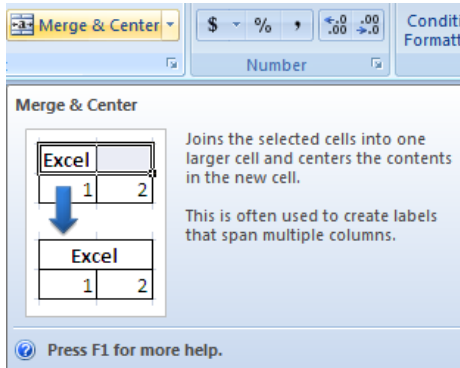 Merge & Center $ % , .0 .00 .00 .0 Conditi
Formatt
Number
Merge & Center
Joins the selected cells into one
larger cell and centers the contents
in the new cell.
This is often used to create labels
that span multiple columns.
Excel
1 2
Excel
1 2
Press F1 for more help.